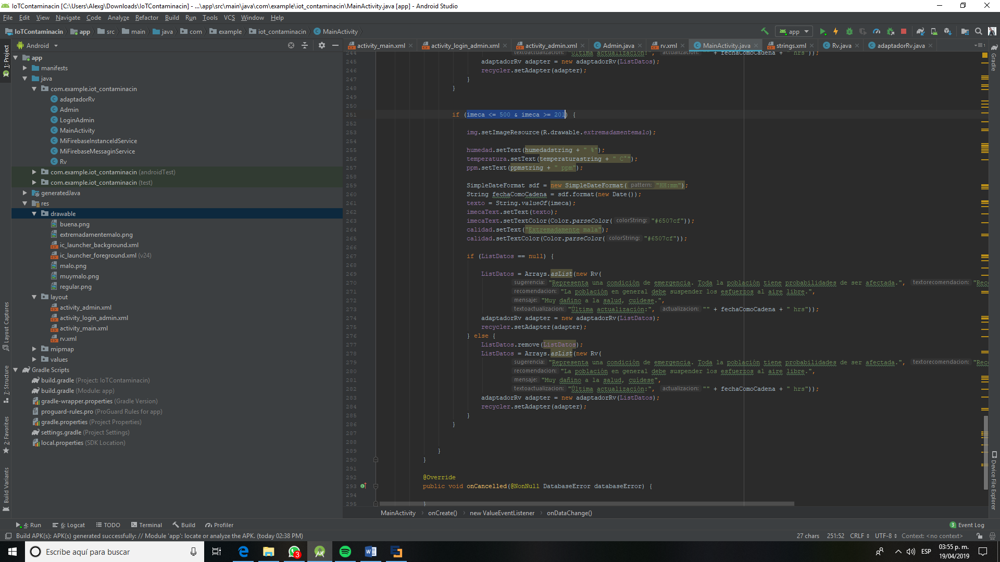 IoTContaminacin [C:\Users\Alexg\Downloads\IoTContaminacin] - ...\app\src\main\java\com\example\iot_contaminacin\MainActivity.java [app] - Android Studio
File Edit View Navigate Code Analyze Refactor Build Run Tools VCS Window Help
IoTContaminacin app src main java com example iot_contaminacin MainActivity app
Android
activity_main.xml activity_login_admin.xml activity_admin.xml Admin.java rv.xml MainActivity.java strings.xml Rv.java adaptadorRv.java
1: Project
Layout Captures
7: Structure
2: Favorites
Build Variants
app
manifests
java
com.example.iot_contaminacin
adaptadorRv
Admin
LoginAdmin
MainActivity
MiFirebaseInstanceIdService
MiFirebaseMessaginService
Rv
com.example.iot_contaminacin (androidTest)
com.example.iot_contaminacin (test)
generatedJava
res
drawable
buena.png
extremadamentemalo.png
ic_launcher_background.xml
ic_launcher_foreground.xml (v24)
malo.png
muymalo.png
regular.png
layout
activity_admin.xml
activity_login_admin.xml
activity_main.xml
rv.xml
mipmap
values
Gradle Scripts
build.gradle (Project: IoTContaminacin)
build.gradle (Module: app)
gradle-wrapper.properties (Gradle Version)
proguard-rules.pro (ProGuard Rules for app)
gradle.properties (Project Properties)
settings.gradle (Project Settings)
local.properties (SDK Location)
244 textoactualizacion: "Última actualización:", actualizacion: "" + fechaComoCadena + " hrs"));
245 adaptadorRv adapter = new adaptadorRv(ListDatos);
246 recycler.setAdapter(adapter);
247 }
248 }
249
250
251 if (imeca <= 500 & imeca >= 201) {
252
253 img.setImageResource(R.drawable.extremadamentemalo);
254
255 humedad.setText(humedadstring + " %");
256 temperatura.setText(temperaturastring + " C°");
257 ppm.setText(ppmstring + " ppm");
258
259 SimpleDateFormat sdf = new SimpleDateFormat( pattern: "HH:mm");
260 String fechaComoCadena = sdf.format(new Date());
261 texto = String.valueOf(imeca);
262 imecaText.setText(texto);
263 imecaText.setTextColor(Color.parseColor( colorString: "#6507cf"));
264 calidad.setText("Extremadamente mala");
265 calidad.setTextColor(Color.parseColor( colorString: "#6507cf"));
266
267 if (ListDatos == null) {
268
269 ListDatos = Arrays.asList(new Rv(
270 sugerencia: "Representa una condición de emergencia. Toda la población tiene probabilidades de ser afectada.", textorecomendacion: "Reco
271 recomendacion: "La población en general debe suspender los esfuerzos al aire libre.",
272 mensaje: "Muy dañino a la salud, cuídese.",
273 textoactualizacion: "Última actualización:", actualizacion: "" + fechaComoCadena + " hrs"));
274 adaptadorRv adapter = new adaptadorRv(ListDatos);
275 recycler.setAdapter(adapter);
276 } else {
277 ListDatos.remove(ListDatos);
278 ListDatos = Arrays.asList(new Rv(
279 sugerencia: "Representa una condición de emergencia. Toda la población tiene probabilidades de ser afectada.", textorecomendacion: "Reco
280 recomendacion: "La población en general debe suspender los esfuerzos al aire libre.",
281 mensaje: "Muy dañino a la salud, cuídese",
282 textoactualizacion: "Última actualización:", actualizacion: "" + fechaComoCadena + " hrs"));
283 adaptadorRv adapter = new adaptadorRv(ListDatos);
284 recycler.setAdapter(adapter);
285 }
286 }
287
288
289 }
290 }
291
292 @Override
293 public void onCancelled(@NonNull DatabaseError databaseError) {
294
295 }
Gradle
Device File Explorer
MainActivity onCreate() new ValueEventListener onDataChange()
4: Run 6: Logcat TODO Terminal Build Profiler 3 Event Log
Build APK(s): APK(s) generated successfully: // Module 'app': locate or analyze the APK. (today 02:38 PM) 27 chars 251:52 CRLF UTF-8 Context: <no context>
Escribe aquí para buscar 3 ESP 03:55 p. m.
19/04/2019